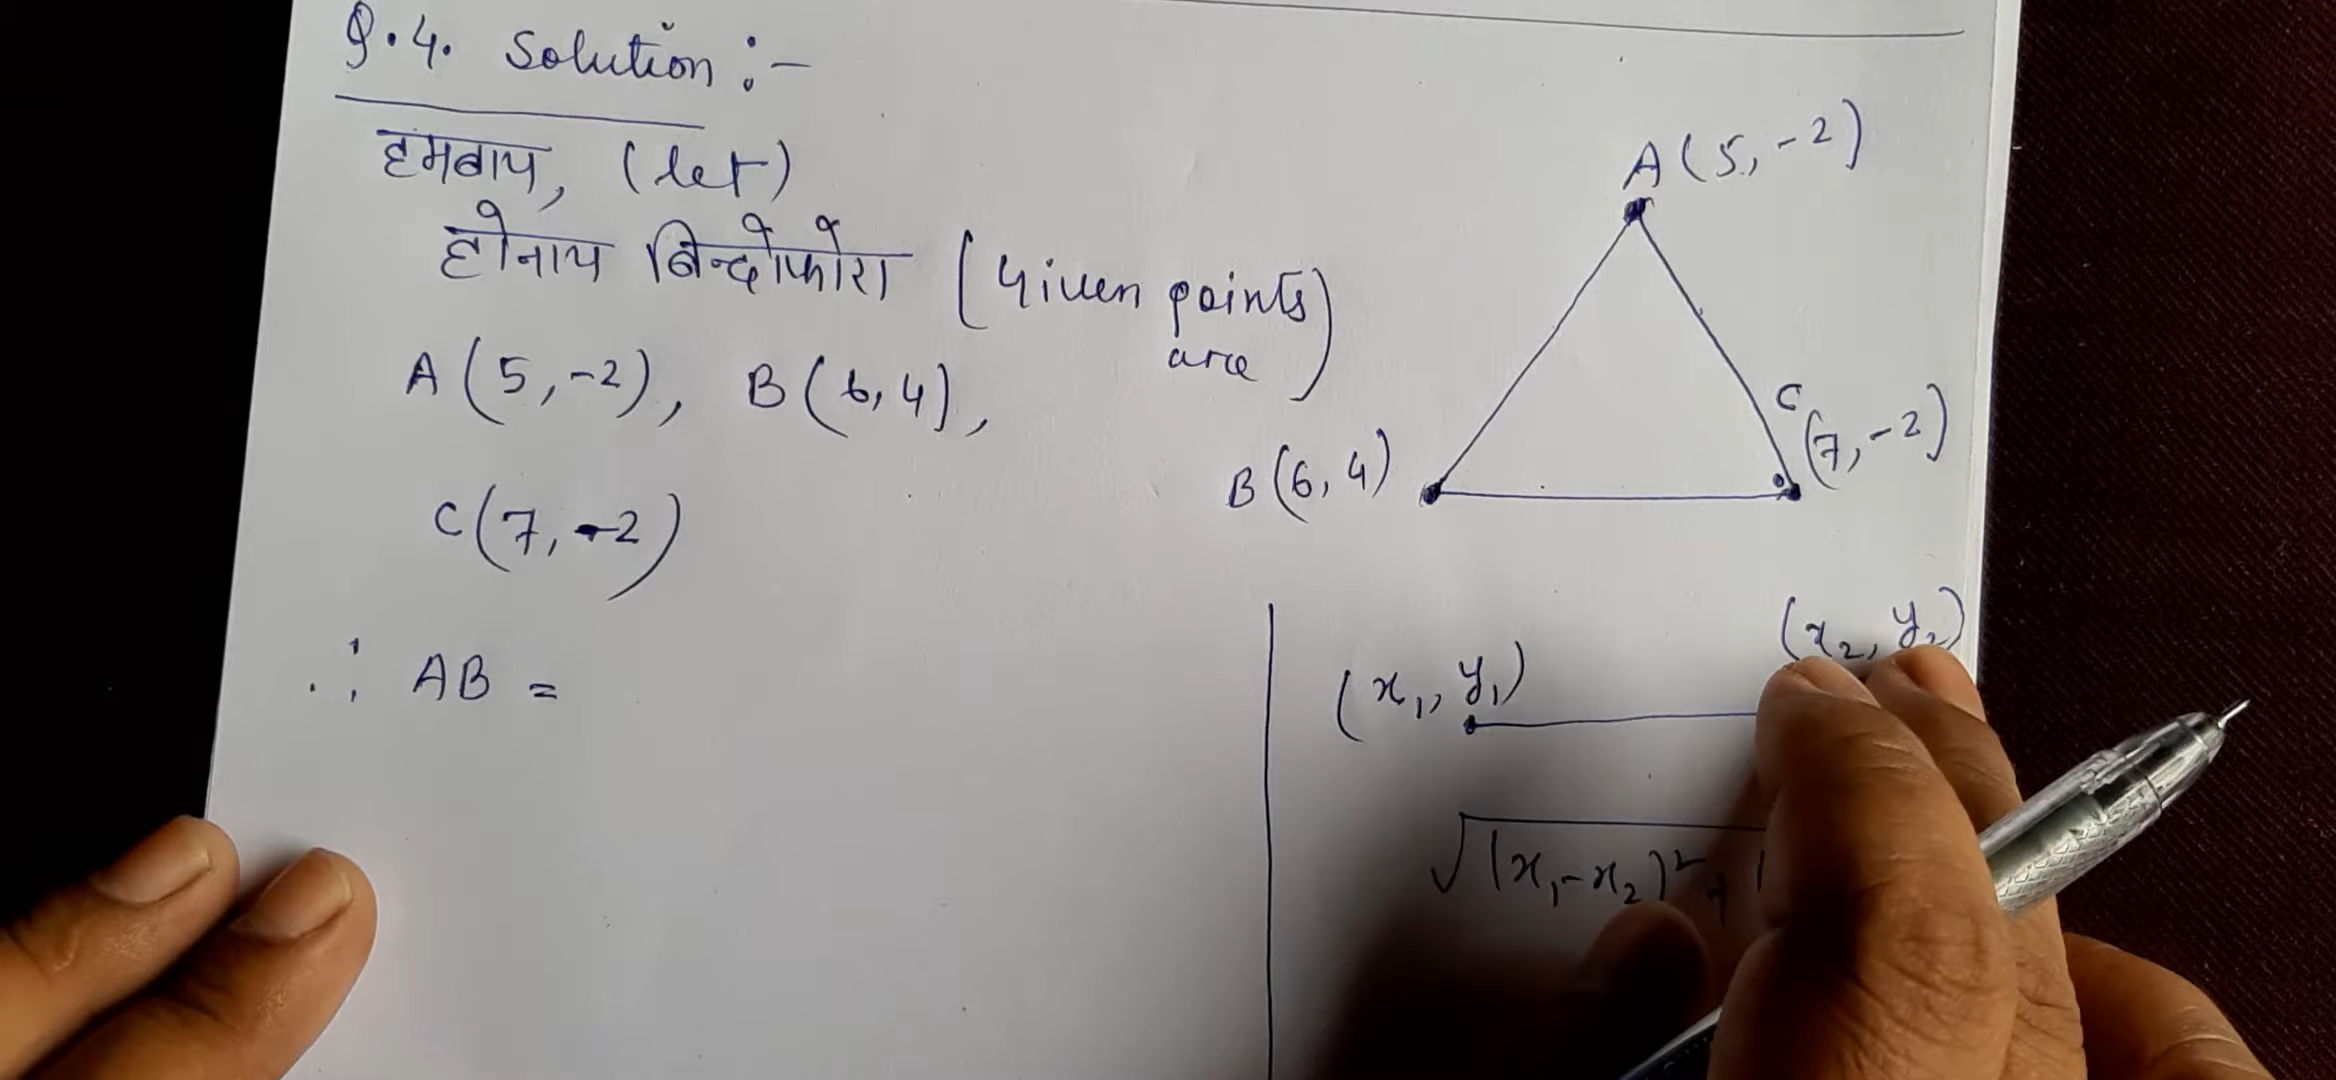 Q.4. Solution :-
हमबाय, (let)
होनाय बिन्दोफोरा (Given points are)
A(5,-2), B(6,4),
C(7,-2)
∴ AB =
A(5,-2)
B(6,4)
C(7,-2)
(x₁, y₁)
(x₂, y₂)
√(x₁-x₂)² +